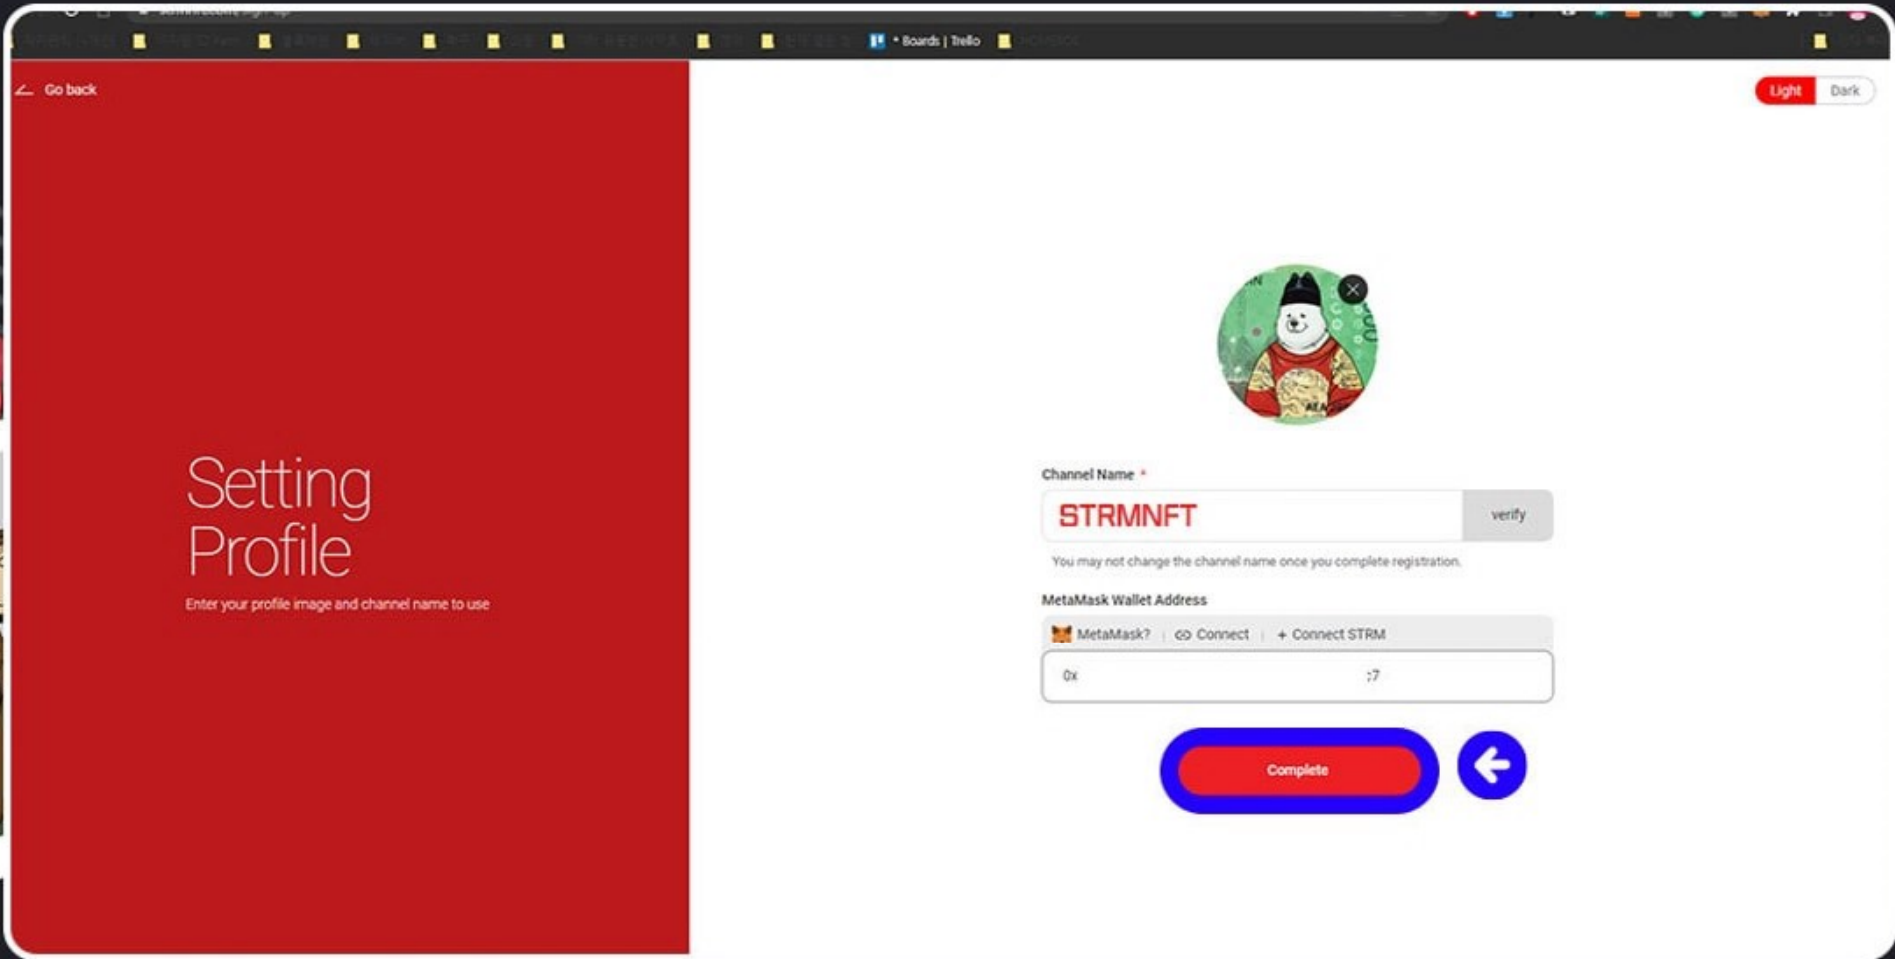 * Boards | Trello
Go back
Light
Dark
Setting
Profile
Enter your profile image and channel name to use
Channel Name *
STRMNFT
verify
You may not change the channel name once you complete registration.
MetaMask Wallet Address
MetaMask? | Connect | + Connect STRM
0x :7
Complete